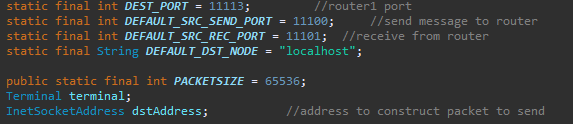 static final int DEST_PORT = 11113; //router1 port
static final int DEFAULT_SRC_SEND_PORT = 11100; //send message to router
static final int DEFAULT_SRC_REC_PORT = 11101; //receive from router
static final String DEFAULT_DST_NODE = "localhost";
public static final int PACKETSIZE = 65536;
Terminal terminal;
InetSocketAddress dstAddress; //address to construct packet to send